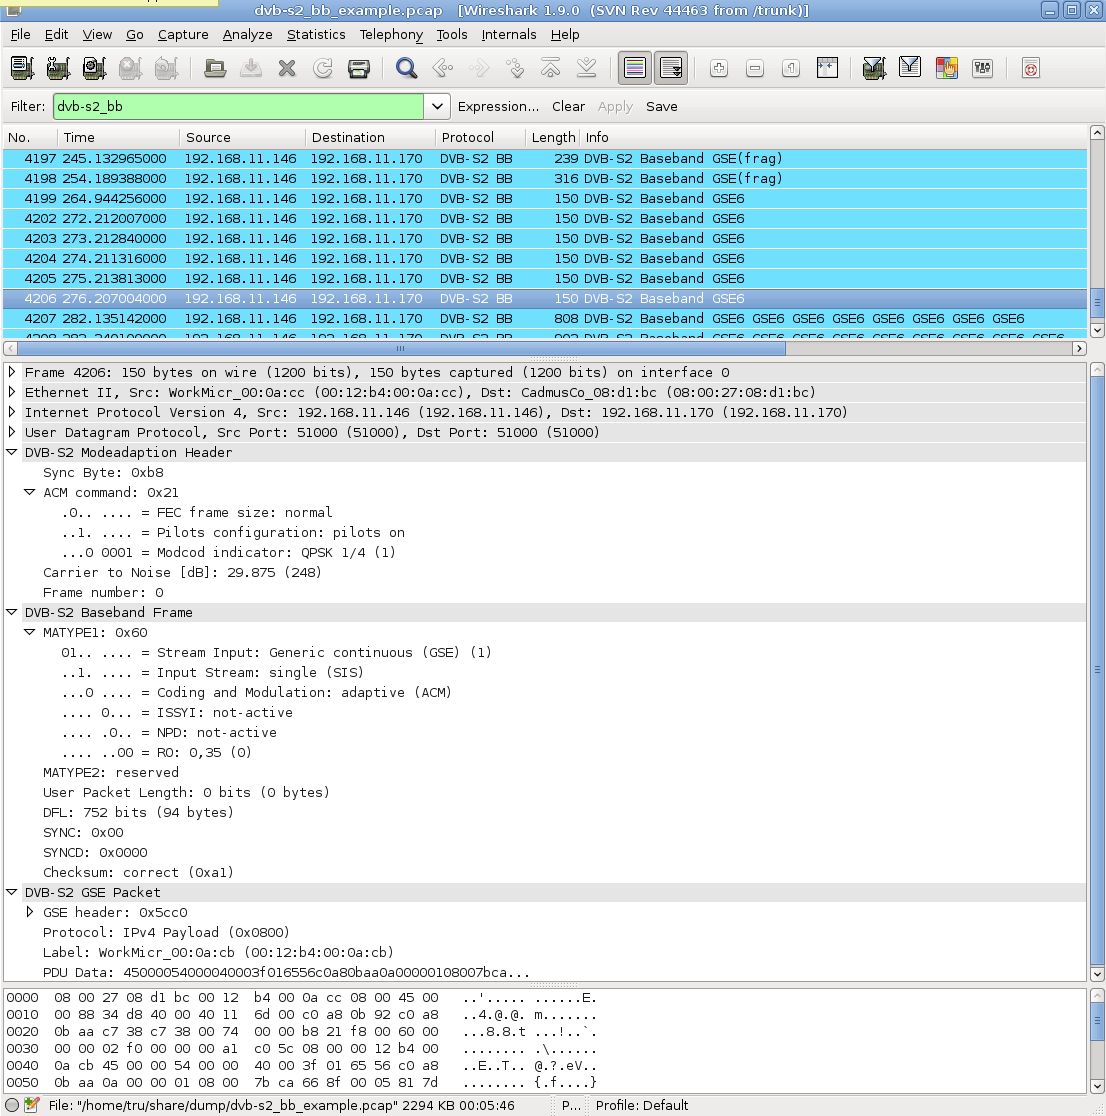 dvb-s2_bb_example.pcap [Wireshark 1.9.0 (SVN Rev 44463 from /trunk)]
File Edit View Go Capture Analyze Statistics Telephony Tools Internals Help
Filter: dvb-s2_bb Expression... Clear Apply Save
No. Time Source Destination Protocol Length Info
4197 245.132965000 192.168.11.146 192.168.11.170 DVB-S2 BB 239 DVB-S2 Baseband GSE(frag)
4198 254.189388000 192.168.11.146 192.168.11.170 DVB-S2 BB 316 DVB-S2 Baseband GSE(frag)
4199 264.944256000 192.168.11.146 192.168.11.170 DVB-S2 BB 150 DVB-S2 Baseband GSE6
4202 272.212007000 192.168.11.146 192.168.11.170 DVB-S2 BB 150 DVB-S2 Baseband GSE6
4203 273.212840000 192.168.11.146 192.168.11.170 DVB-S2 BB 150 DVB-S2 Baseband GSE6
4204 274.211316000 192.168.11.146 192.168.11.170 DVB-S2 BB 150 DVB-S2 Baseband GSE6
4205 275.213813000 192.168.11.146 192.168.11.170 DVB-S2 BB 150 DVB-S2 Baseband GSE6
4206 276.207004000 192.168.11.146 192.168.11.170 DVB-S2 BB 150 DVB-S2 Baseband GSE6
4207 282.135142000 192.168.11.146 192.168.11.170 DVB-S2 BB 808 DVB-S2 Baseband GSE6 GSE6 GSE6 GSE6 GSE6 GSE6 GSE6 GSE6
Frame 4206: 150 bytes on wire (1200 bits), 150 bytes captured (1200 bits) on interface 0
Ethernet II, Src: WorkMicr_00:0a:cc (00:12:b4:00:0a:cc), Dst: CadmusCo_08:d1:bc (08:00:27:08:d1:bc)
Internet Protocol Version 4, Src: 192.168.11.146 (192.168.11.146), Dst: 192.168.11.170 (192.168.11.170)
User Datagram Protocol, Src Port: 51000 (51000), Dst Port: 51000 (51000)
DVB-S2 Modeadaption Header
Sync Byte: 0xb8
ACM command: 0x21
.0.. .... = FEC frame size: normal
..1. .... = Pilots configuration: pilots on
...0 0001 = Modcod indicator: QPSK 1/4 (1)
Carrier to Noise [dB]: 29.875 (248)
Frame number: 0
DVB-S2 Baseband Frame
MATYPE1: 0x60
01.. .... = Stream Input: Generic continuous (GSE) (1)
..1. .... = Input Stream: single (SIS)
...0 .... = Coding and Modulation: adaptive (ACM)
.... 0... = ISSYI: not-active
.... .0.. = NPD: not-active
.... ..00 = RO: 0,35 (0)
MATYPE2: reserved
User Packet Length: 0 bits (0 bytes)
DFL: 752 bits (94 bytes)
SYNC: 0x00
SYNCD: 0x0000
Checksum: correct (0xa1)
DVB-S2 GSE Packet
GSE header: 0x5cc0
Protocol: IPv4 Payload (0x0800)
Label: WorkMicr_00:0a:cb (00:12:b4:00:0a:cb)
PDU Data: 45000054000040003f016556c0a80baa0a00000108007bca...
0000 08 00 27 08 d1 bc 00 12 b4 00 0a cc 08 00 45 00 ..'..... ......E.
0010 00 88 34 d8 40 00 40 11 6d 00 c0 a8 0b 92 c0 a8 ..4.@.@. m.......
0020 0b aa c7 38 c7 38 00 74 00 00 b8 21 f8 00 60 00 ...8.8.t ...!..`.
0030 00 00 02 f0 00 00 00 a1 c0 5c 08 00 00 12 b4 00 ........ .\......
0040 0a cb 45 00 00 54 00 00 40 00 3f 01 65 56 c0 a8 ..E..T.. @.?.eV..
0050 0b aa 0a 00 00 01 08 00 7b ca 66 8f 00 05 81 7d ........ {.f....}
File: "/home/tru/share/dump/dvb-s2_bb_example.pcap" 2294 KB 00:05:46 P... Profile: Default